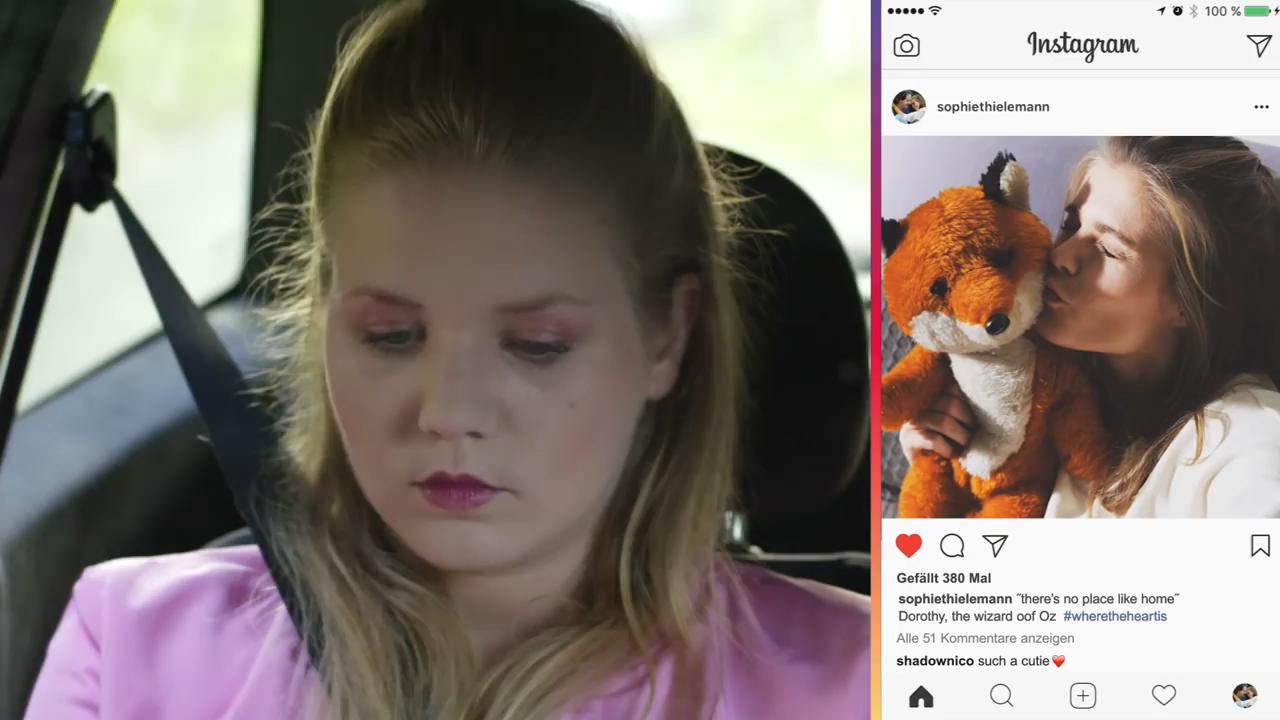 100 %
Instagram
sophiethielemann
Gefällt 380 Mal
sophiethielemann ˝there's no place like home˝
Dorothy, the wizard oof Oz #wheretheheartis
Alle 51 Kommentare anzeigen
shadownico such a cutie❤️